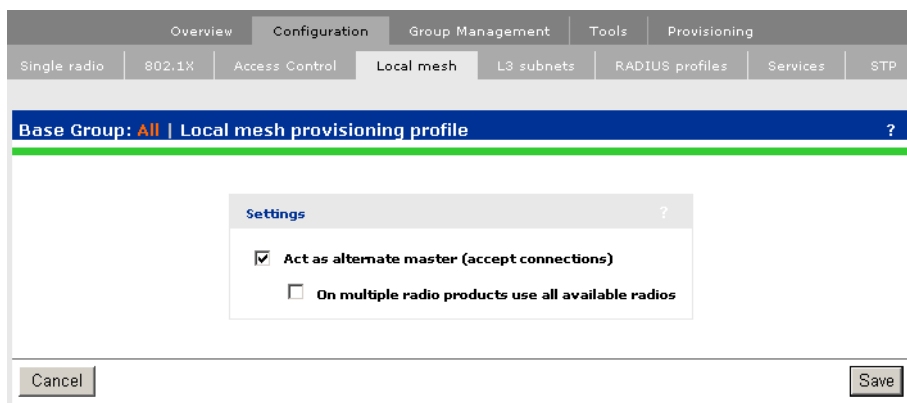 Overview Configuration Group Management Tools Provisioning
Single radio 802.1X Access Control Local mesh L3 subnets RADIUS profiles Services STP
Base Group: All | Local mesh provisioning profile ?
Settings ?
Act as alternate master (accept connections)
On multiple radio products use all available radios
Cancel Save